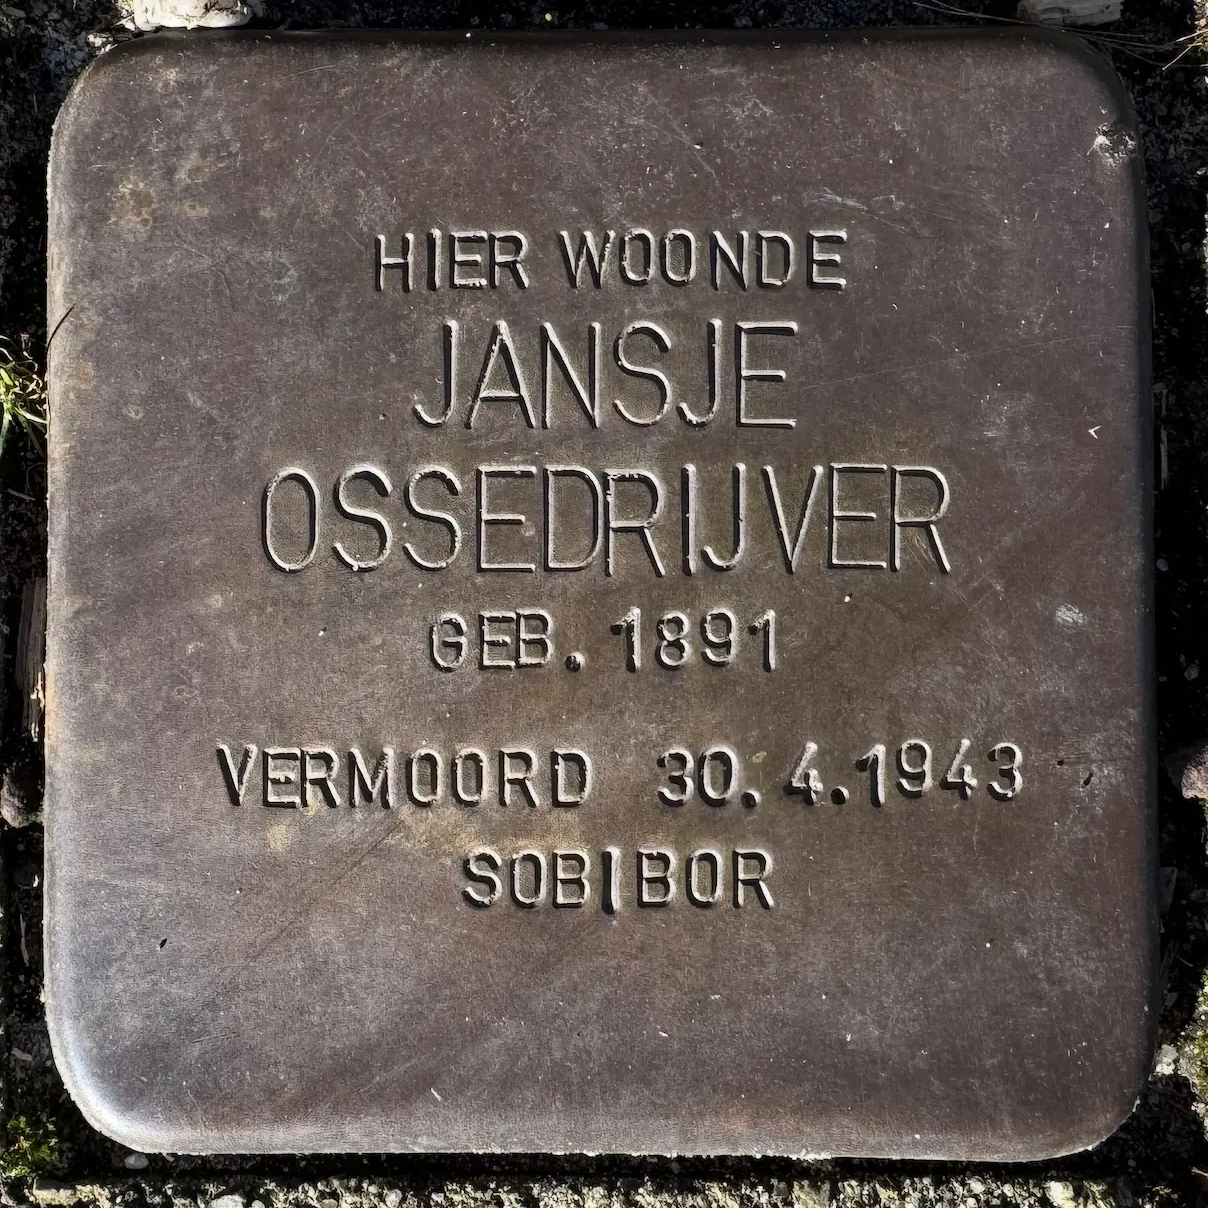 HIER WOONDE
JANSJE
OSSEDRIJVER
GEB. 1891
VERMOORD 30.4.1943
SOBIBOR